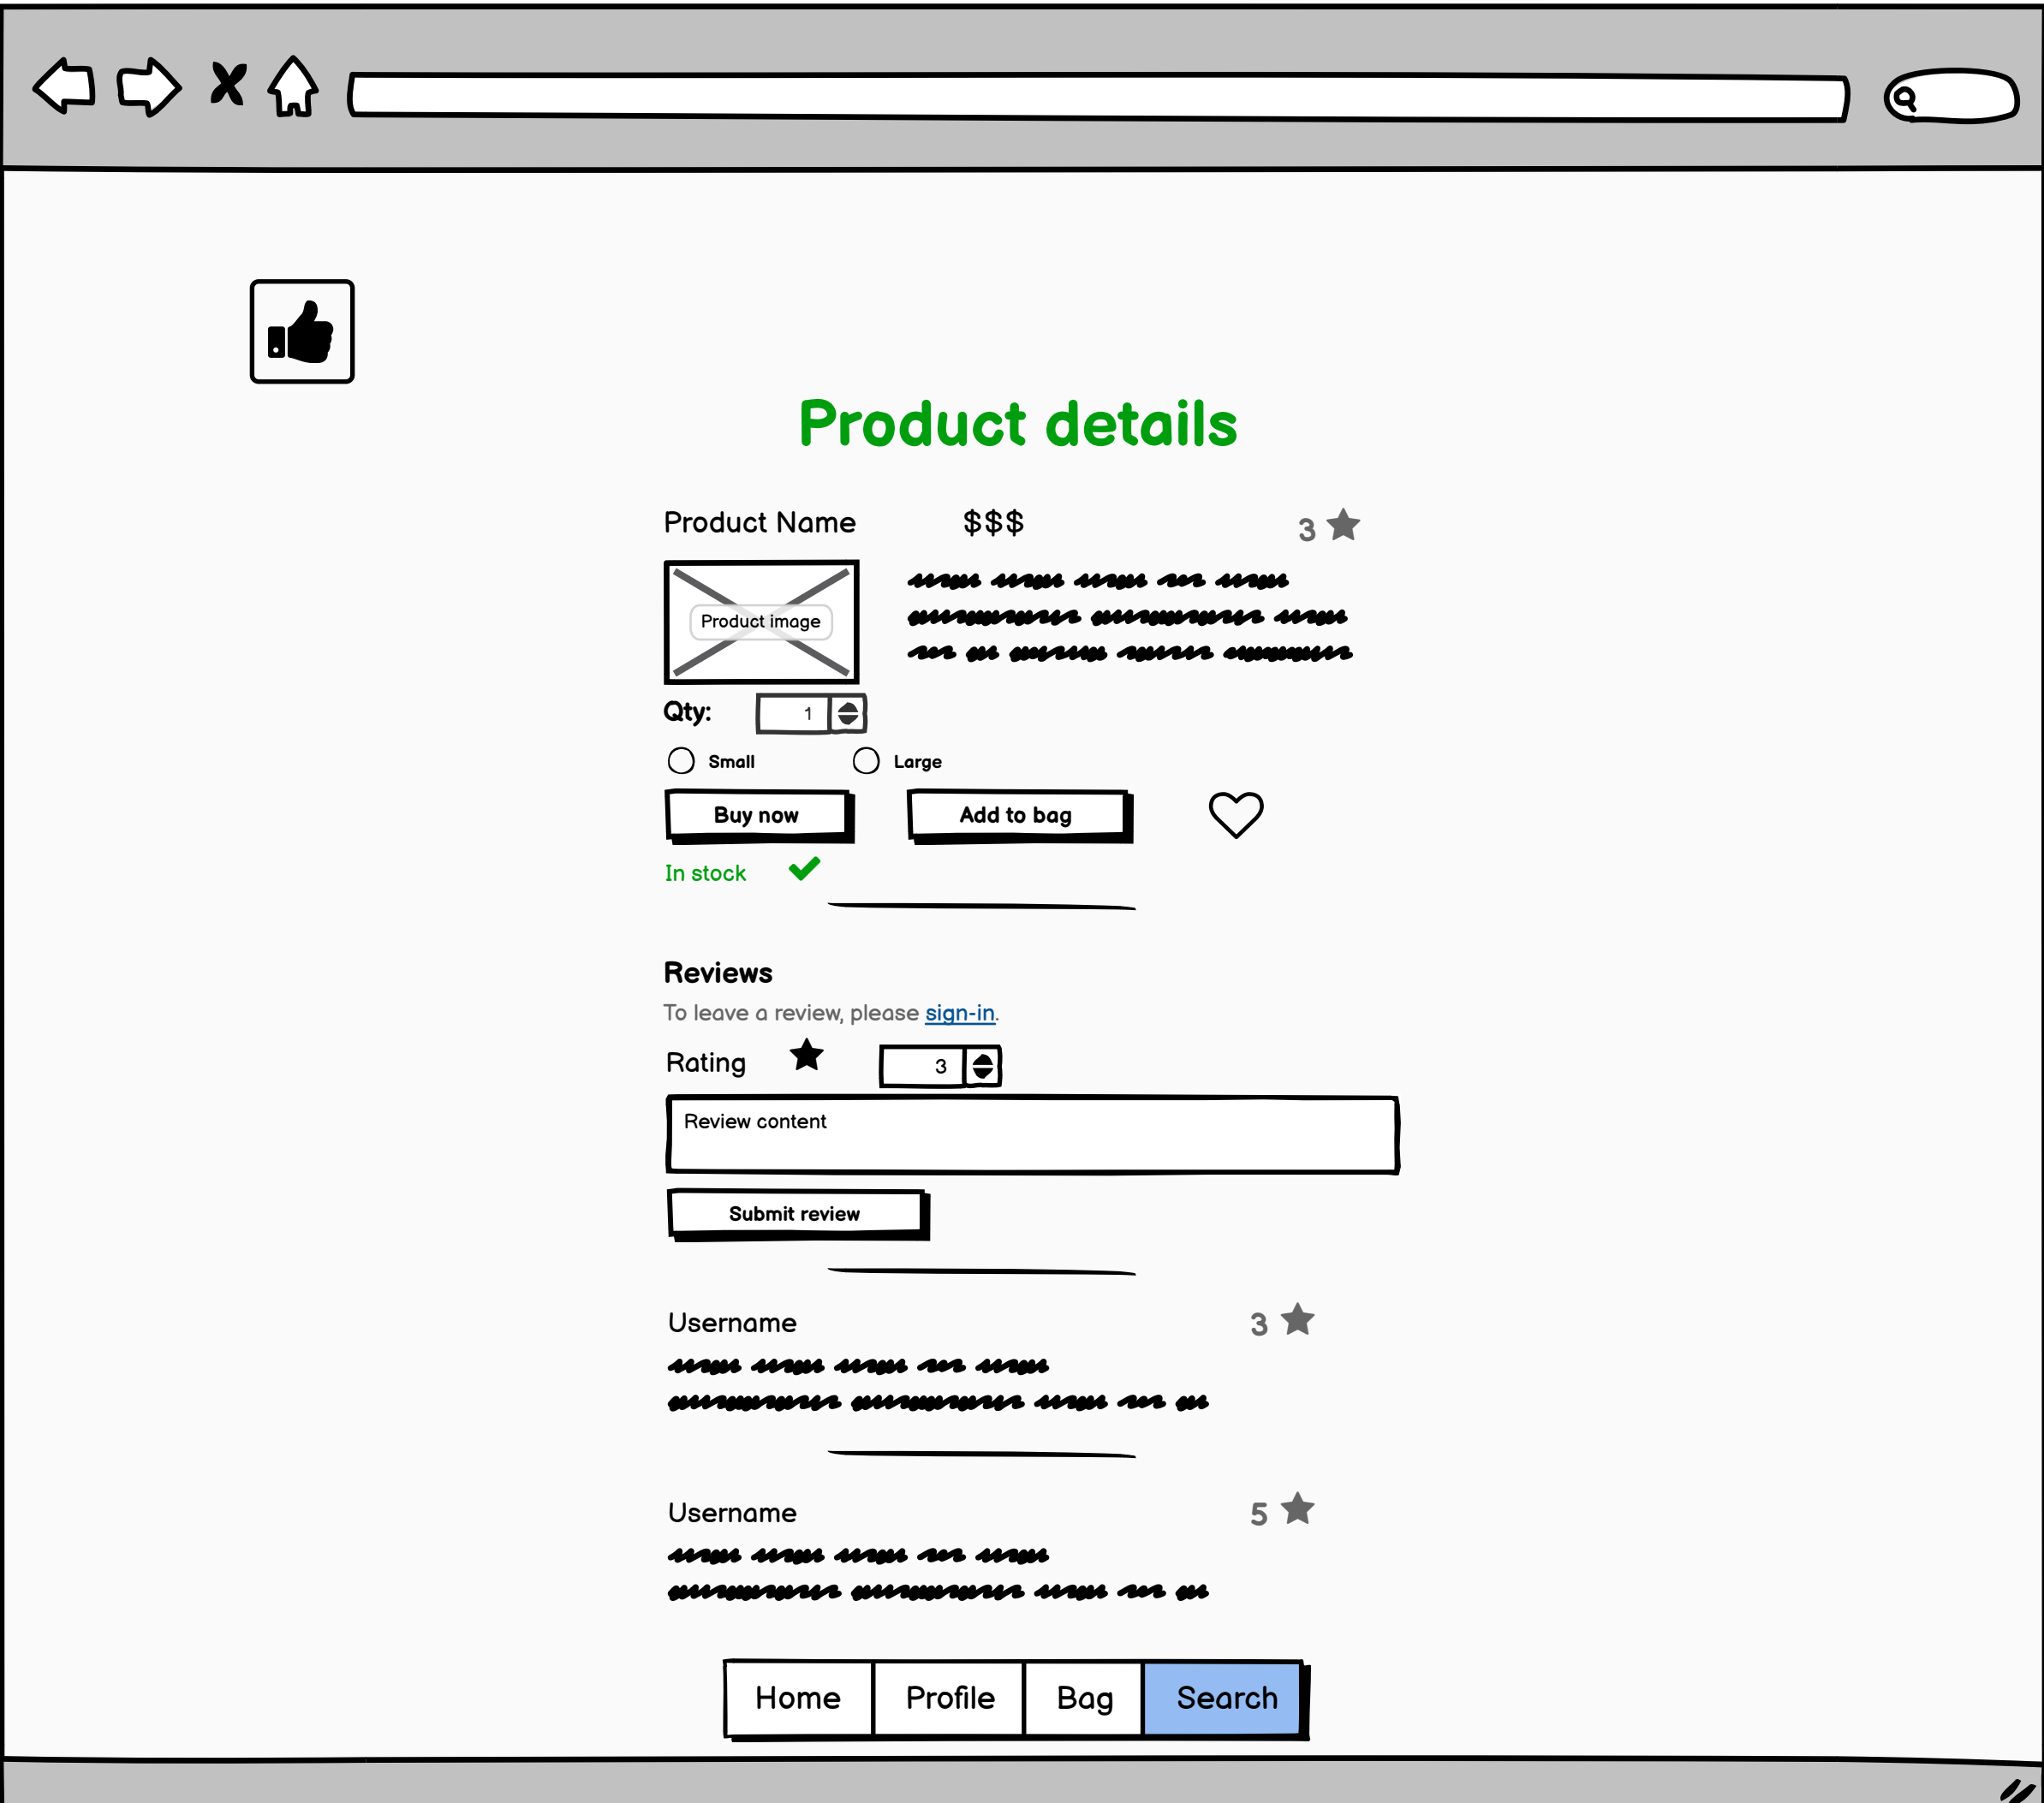 Product details
Product Name $$$ 3
Product image
Qty: 1
Small Large
Buy now Add to bag
In stock
Reviews
To leave a review, please sign-in.
Rating 3
Review content
Submit review
Username 3
Username 5
Home Profile Bag Search